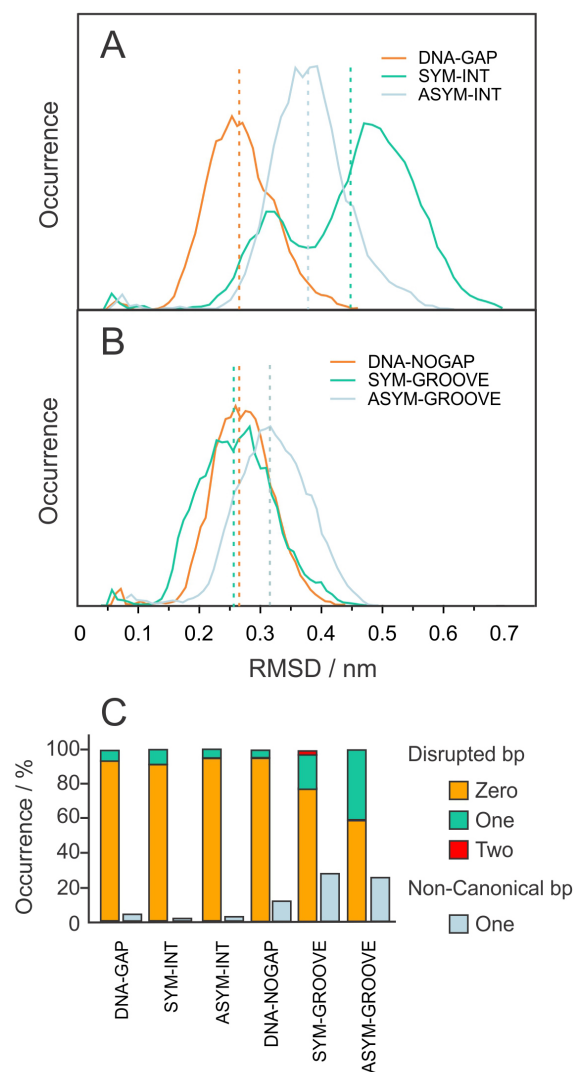 A
DNA-GAP
SYM-INT
ASYM-INT
Occurrence
B
DNA-NOGAP
SYM-GROOVE
ASYM-GROOVE
Occurrence
0 0.1 0.2 0.3 0.4 0.5 0.6 0.7
RMSD / nm
C
Disrupted bp
Zero
One
Two
Non-Canonical bp
One
Occurrence / %
100
80
60
40
20
0
DNA-GAP
SYM-INT
ASYM-INT
DNA-NOGAP
SYM-GROOVE
ASYM-GROOVE